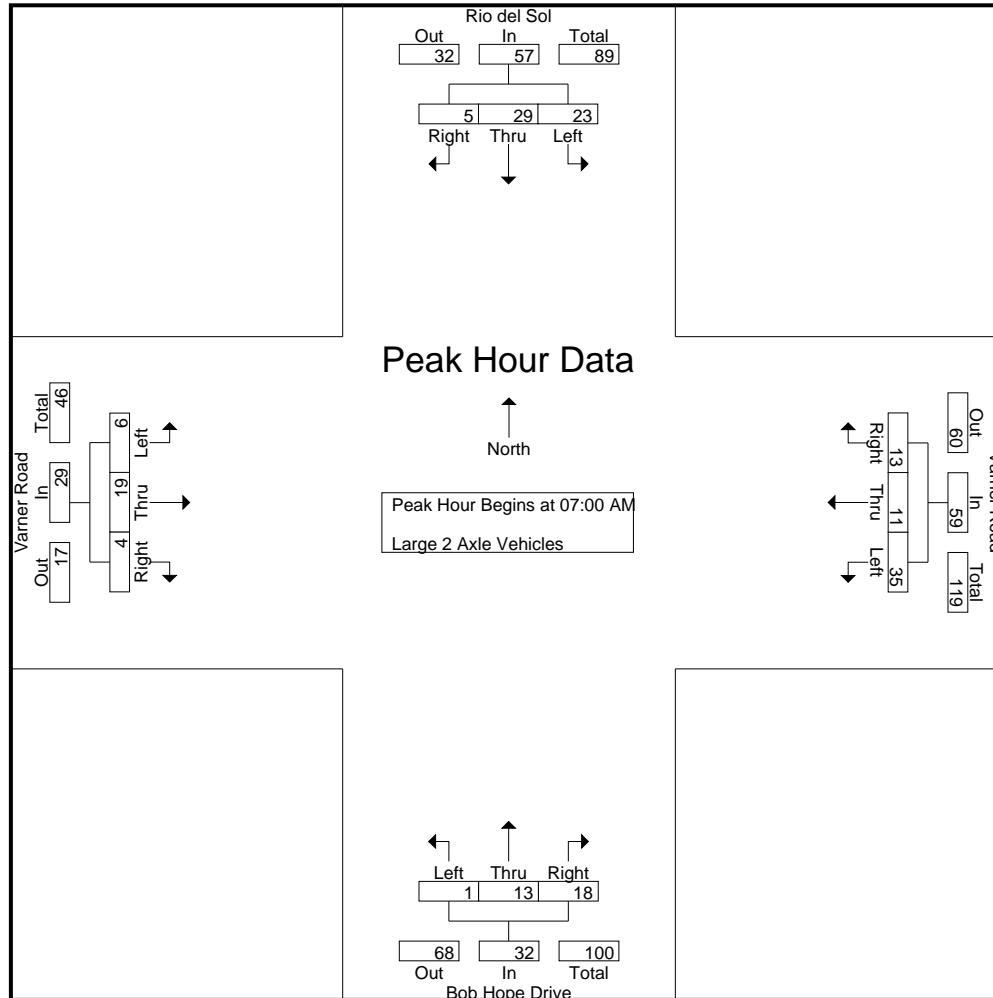 Rio del Sol
Out In Total
32 57 89
5 29 23
Right Thru Left
Peak Hour Data
North
Peak Hour Begins at 07:00 AM
Large 2 Axle Vehicles
Varner Road
Out In Total
17 29 46
6 19 4
Left Thru Right
Varner Road
Out In Total
60 59 119
13 11 35
Right Thru Left
Left Thru Right
1 13 18
68 32 100
Out In Total
Bob Hope Drive